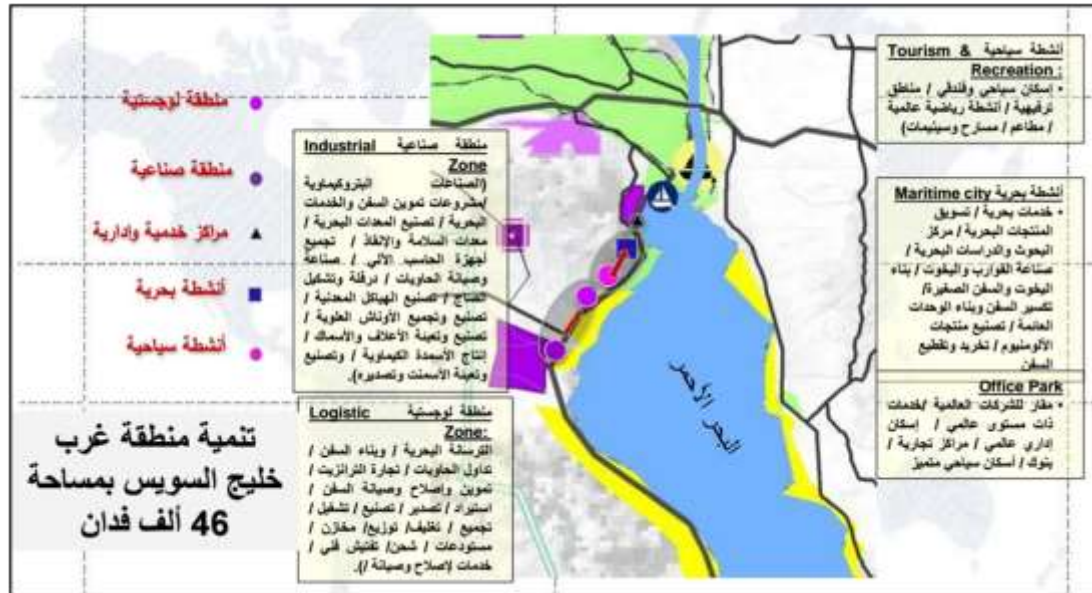 منطقة لوجستية
منطقة صناعية
مراكز خدمية وإدارية
أنشطة بحرية
أنشطة سياحية
تنمية منطقة غرب
خليج السويس بمساحة
46 ألف فدان
منطقة صناعية Industrial
Zone
(الصناعات البتروكيماوية
/مشروعات تموين السفن والخدمات
البحرية / تصنيع المعدات البحرية /
معدات السلامة والإنقاذ / تجميع
أجهزة الحاسب الآلي / صناعة
وصيانة الحاويات / درفلة وتشكيل
الصاج / تصنيع الهياكل المعدنية /
تصنيع وتجميع الأوناش العلوية /
تصنيع وتعبئة الأعلاف والأسماك /
إنتاج الأسمدة الكيماوية / وتصنيع
وتعبئة الأسمنت وتصديره).
منطقة لوجستية Logistic
Zone:
الترسانة البحرية / وبناء السفن /
تداول الحاويات / تجارة الترانزيت /
تموين وإصلاح وصيانة السفن /
استيراد / تصدير / تصنيع / تشغيل /
تجميع / تغليف/ توزيع/ مخازن /
مستودعات / شحن/ تفتيش فني /
خدمات (إصلاح وصيانة /).
البحر الأحمر
أنشطة سياحية Tourism &
Recreation :
• إسكان سياحي وفندقي / مناطق
ترفيهية / أنشطة رياضية عالمية
/ مطاعم / مسارح وسينيمات)
أنشطة بحرية Maritime city
• خدمات بحرية / تسويق
المنتجات البحرية / مركز
البحوث والدراسات البحرية /
صناعة القوارب واليخوت / بناء
اليخوت والسفن الصغيرة/
تكسير السفن وبناء الوحدات
العائمة / تصنيع منتجات
الألومنيوم / تخريد وتقطيع
السفن
Office Park
• مقار للشركات العالمية /خدمات
ذات مستوى عالمي / إسكان
إداري عالمي / مراكز تجارية /
بنوك / أسكان سياحي متميز